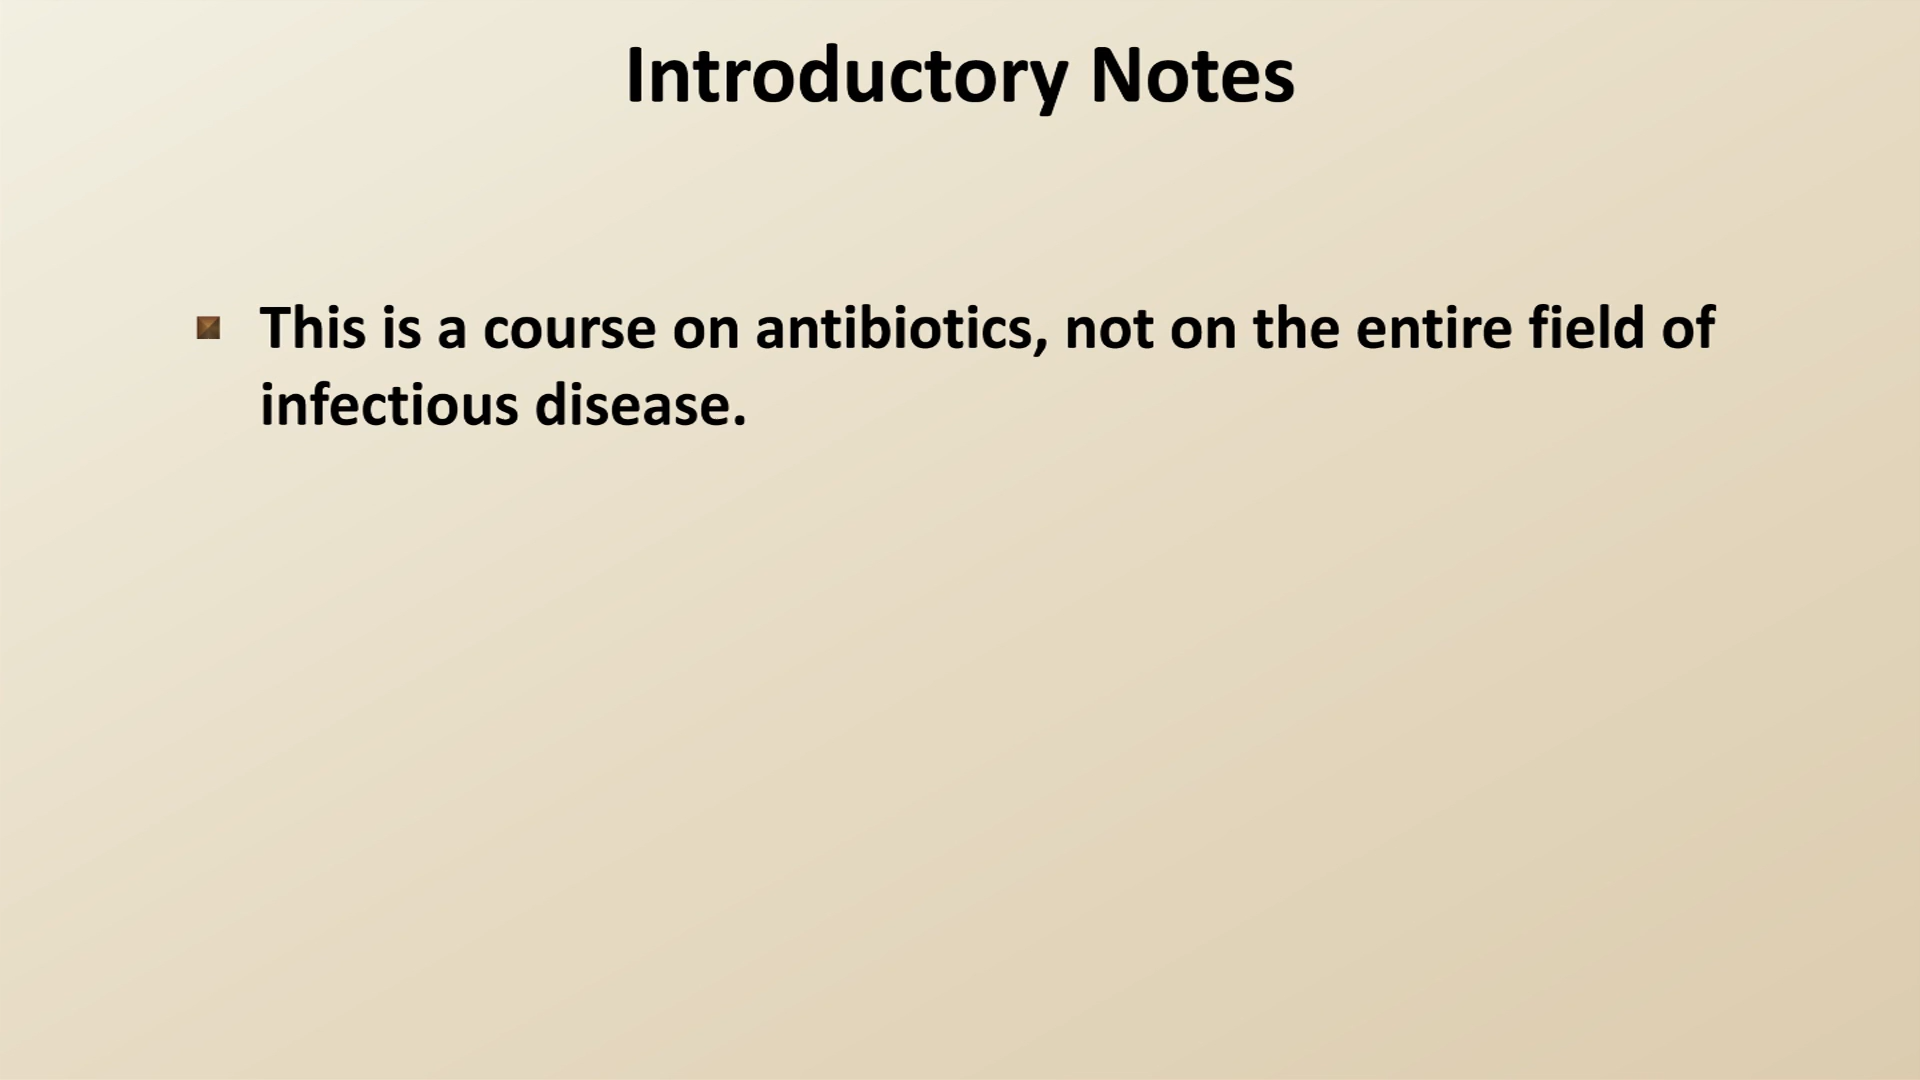 Introductory Notes
This is a course on antibiotics, not on the entire field of
infectious disease.